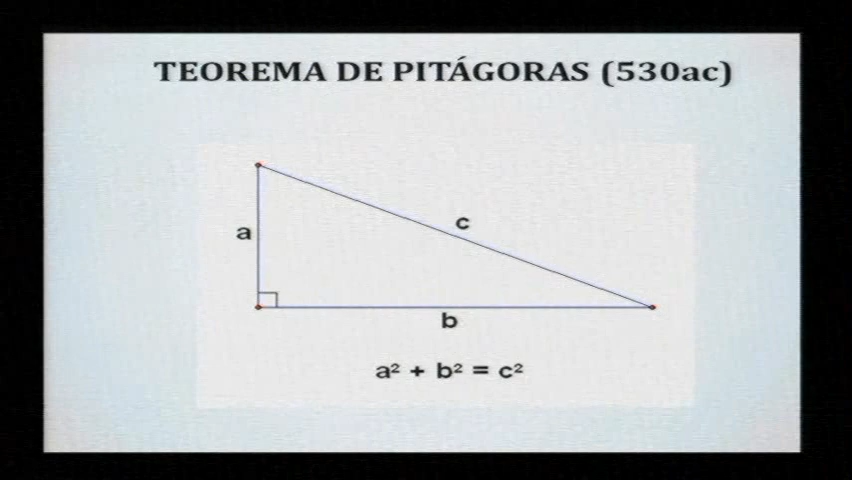 TEOREMA DE PITÁGORAS (530ac)
c
a
b
a² + b² = c²